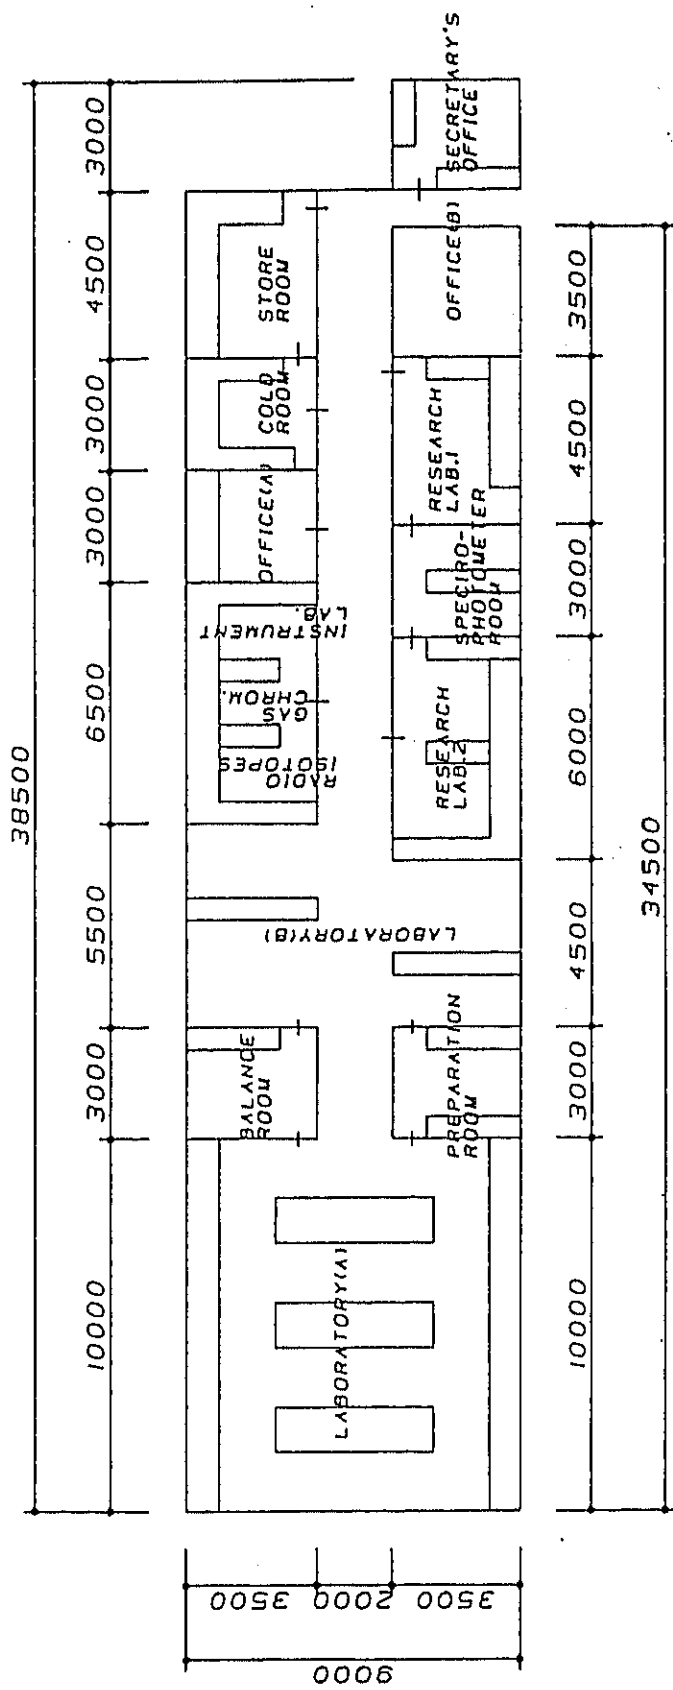 38500
3000
4500
3000
3000
6500
5500
3000
10000
SECRETARY'S
OFFICE
STORE
ROOM
OFFICE(B)
COLD
ROOM
RESEARCH
LAB.1
OFFICE(A)
SPECIRO-
PHOTOMETER
ROOM
INSTRUMENT
LAB.
GAS
CHROM.
RADIO
ISOTOPES
RESEARCH
LAB.2
LABORATORY(B)
BALANCE
ROOM
PREPARATION
ROOM
LABORATORY(A)
3500
4500
3000
6000
4500
3000
10000
34500
3500
2000
3500
9000